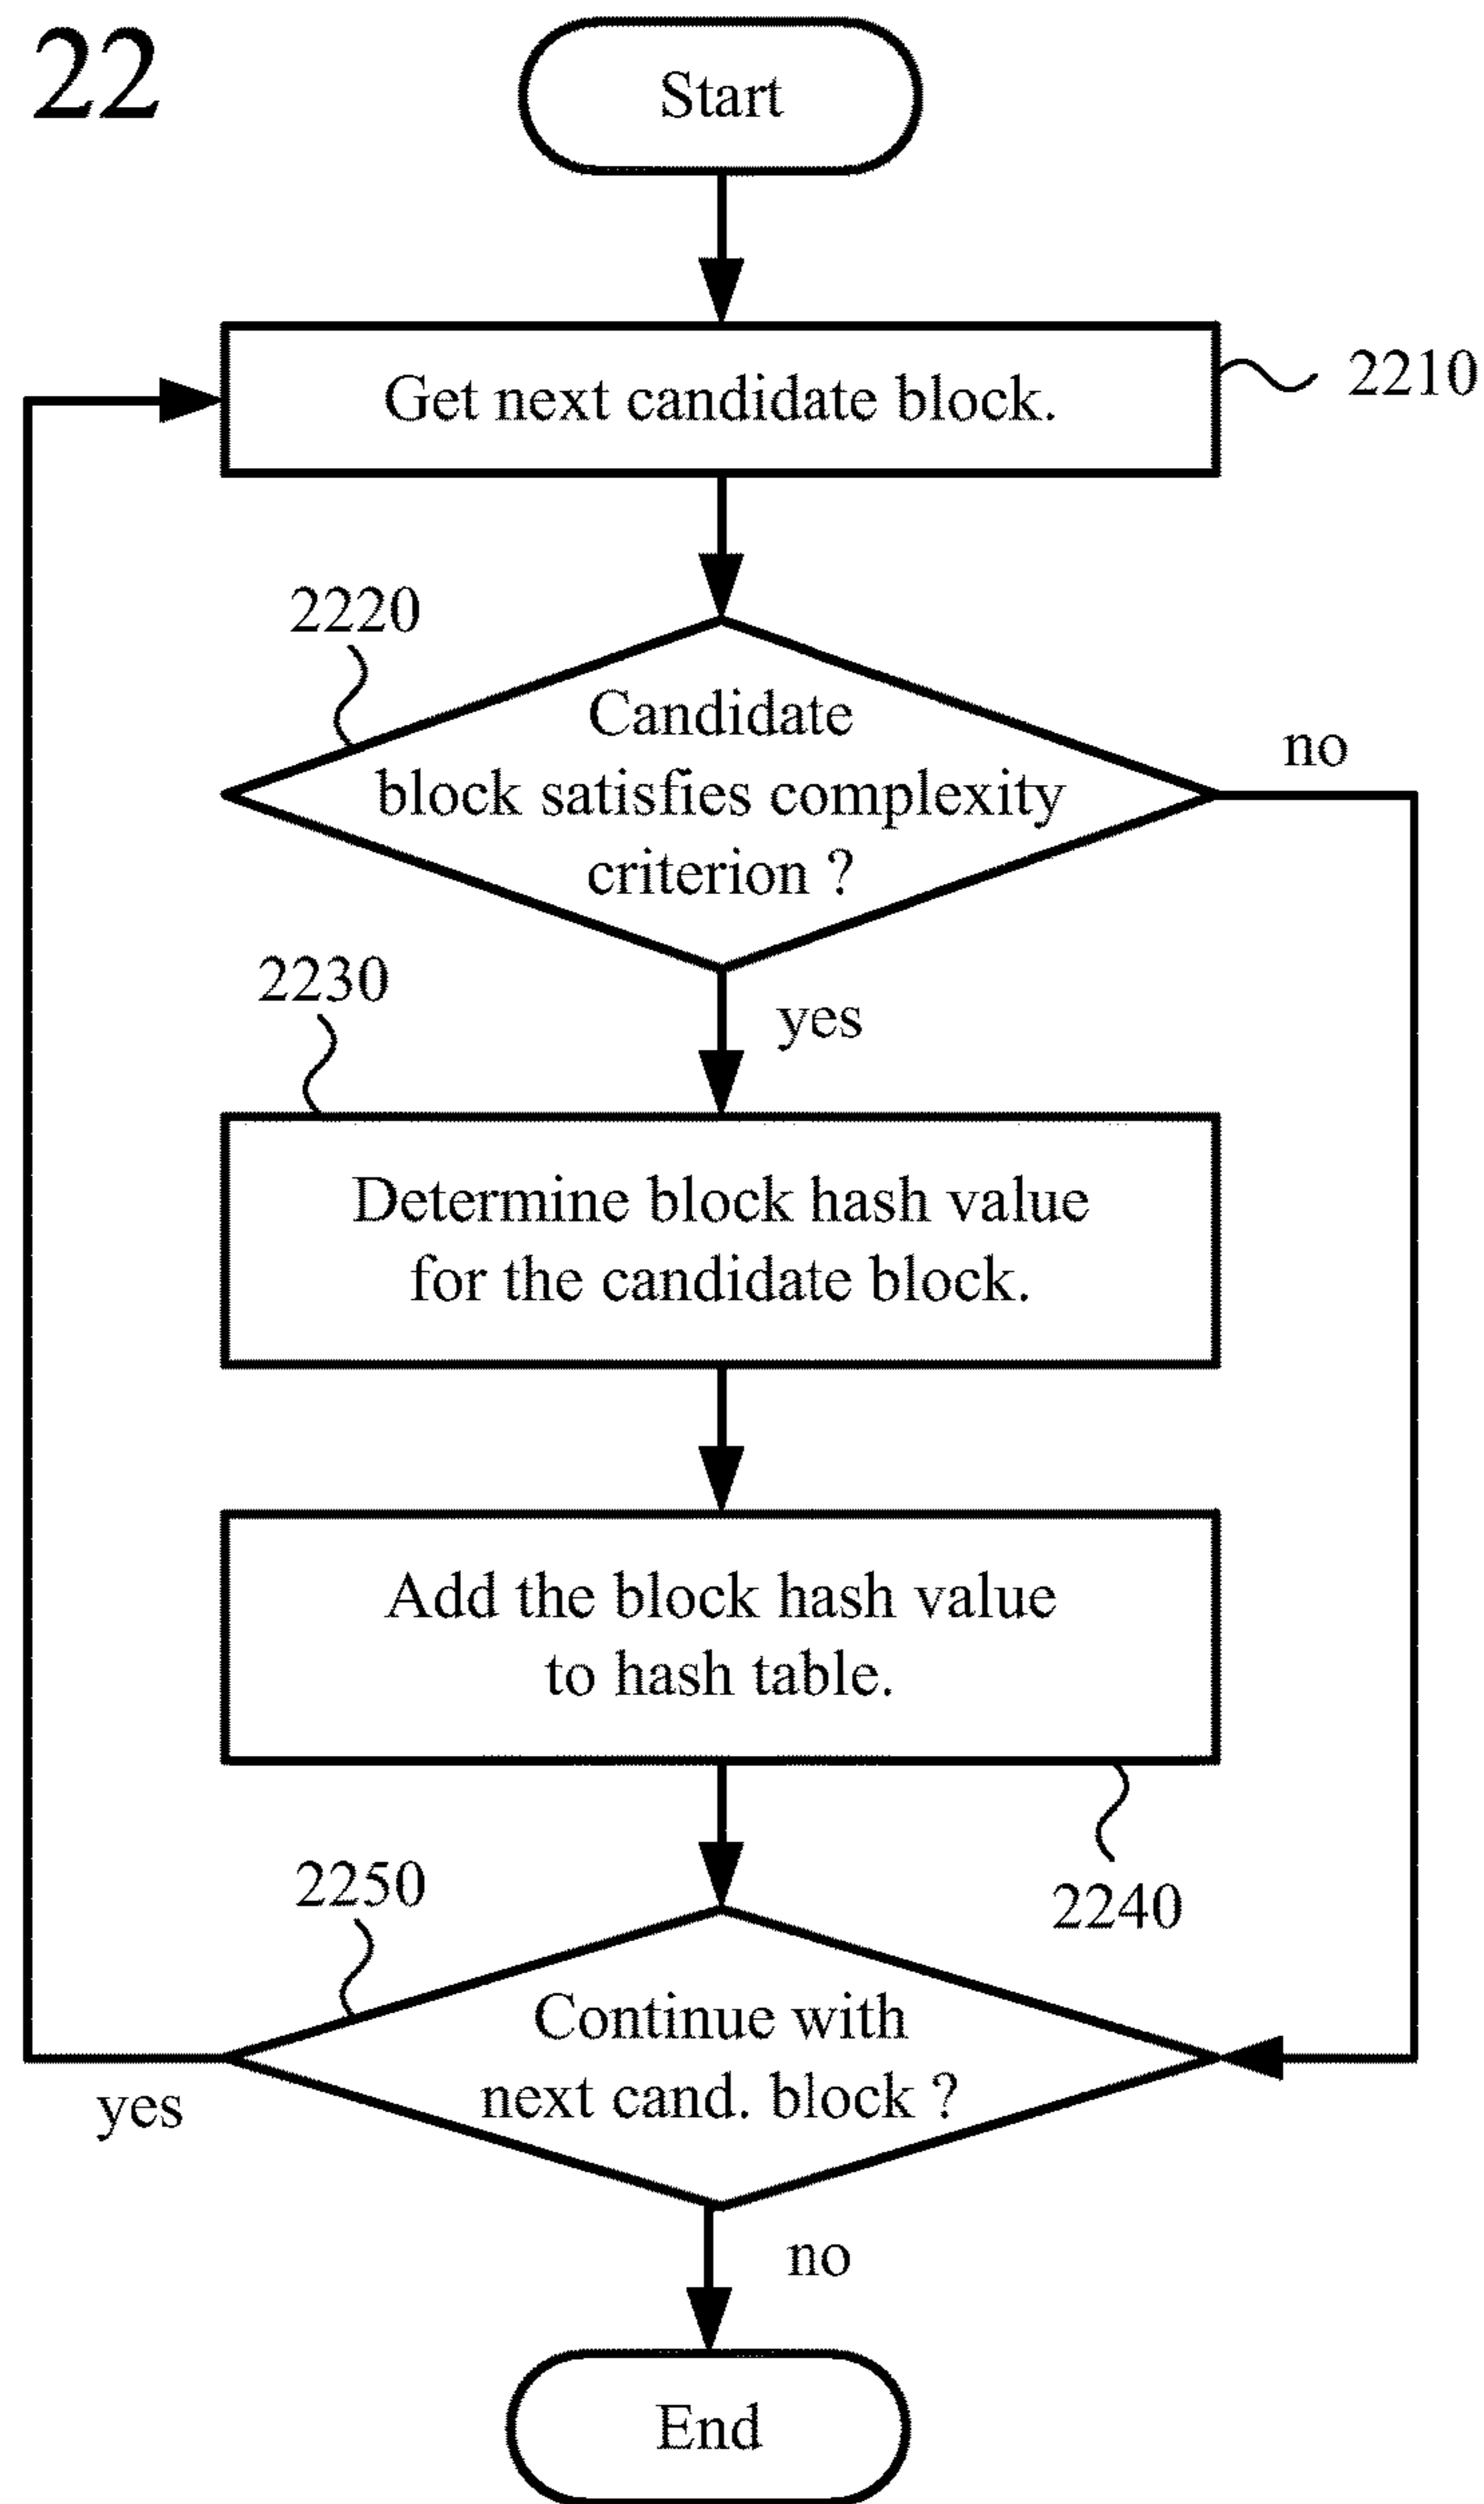 22
Start
Get next candidate block.
2210
2220
Candidate
block satisfies complexity
criterion ?
no
yes
2230
Determine block hash value
for the candidate block.
Add the block hash value
to hash table.
2240
2250
Continue with
next cand. block ?
yes
no
End